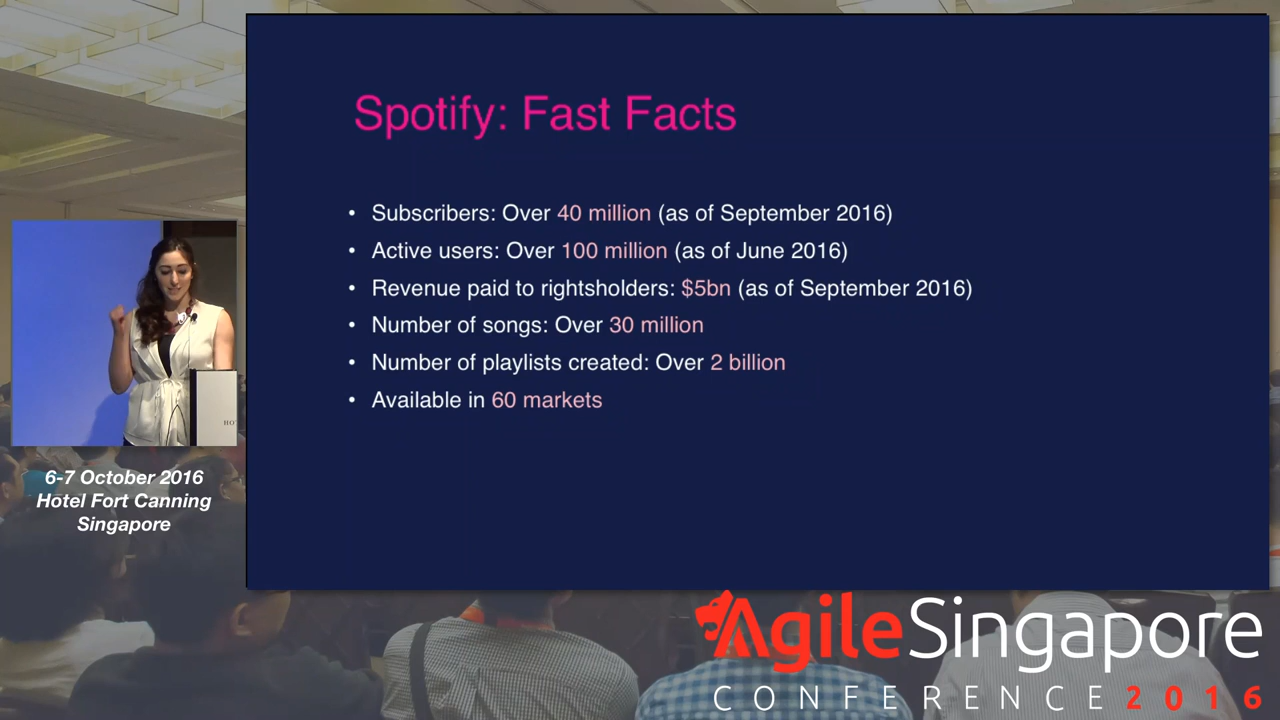 Spotify: Fast Facts
• Subscribers: Over 40 million (as of September 2016)
• Active users: Over 100 million (as of June 2016)
• Revenue paid to rightsholders: $5bn (as of September 2016)
• Number of songs: Over 30 million
• Number of playlists created: Over 2 billion
• Available in 60 markets
HO
6-7 October 2016
Hotel Fort Canning
Singapore
AgileSingapore
CONFERENCE 2016